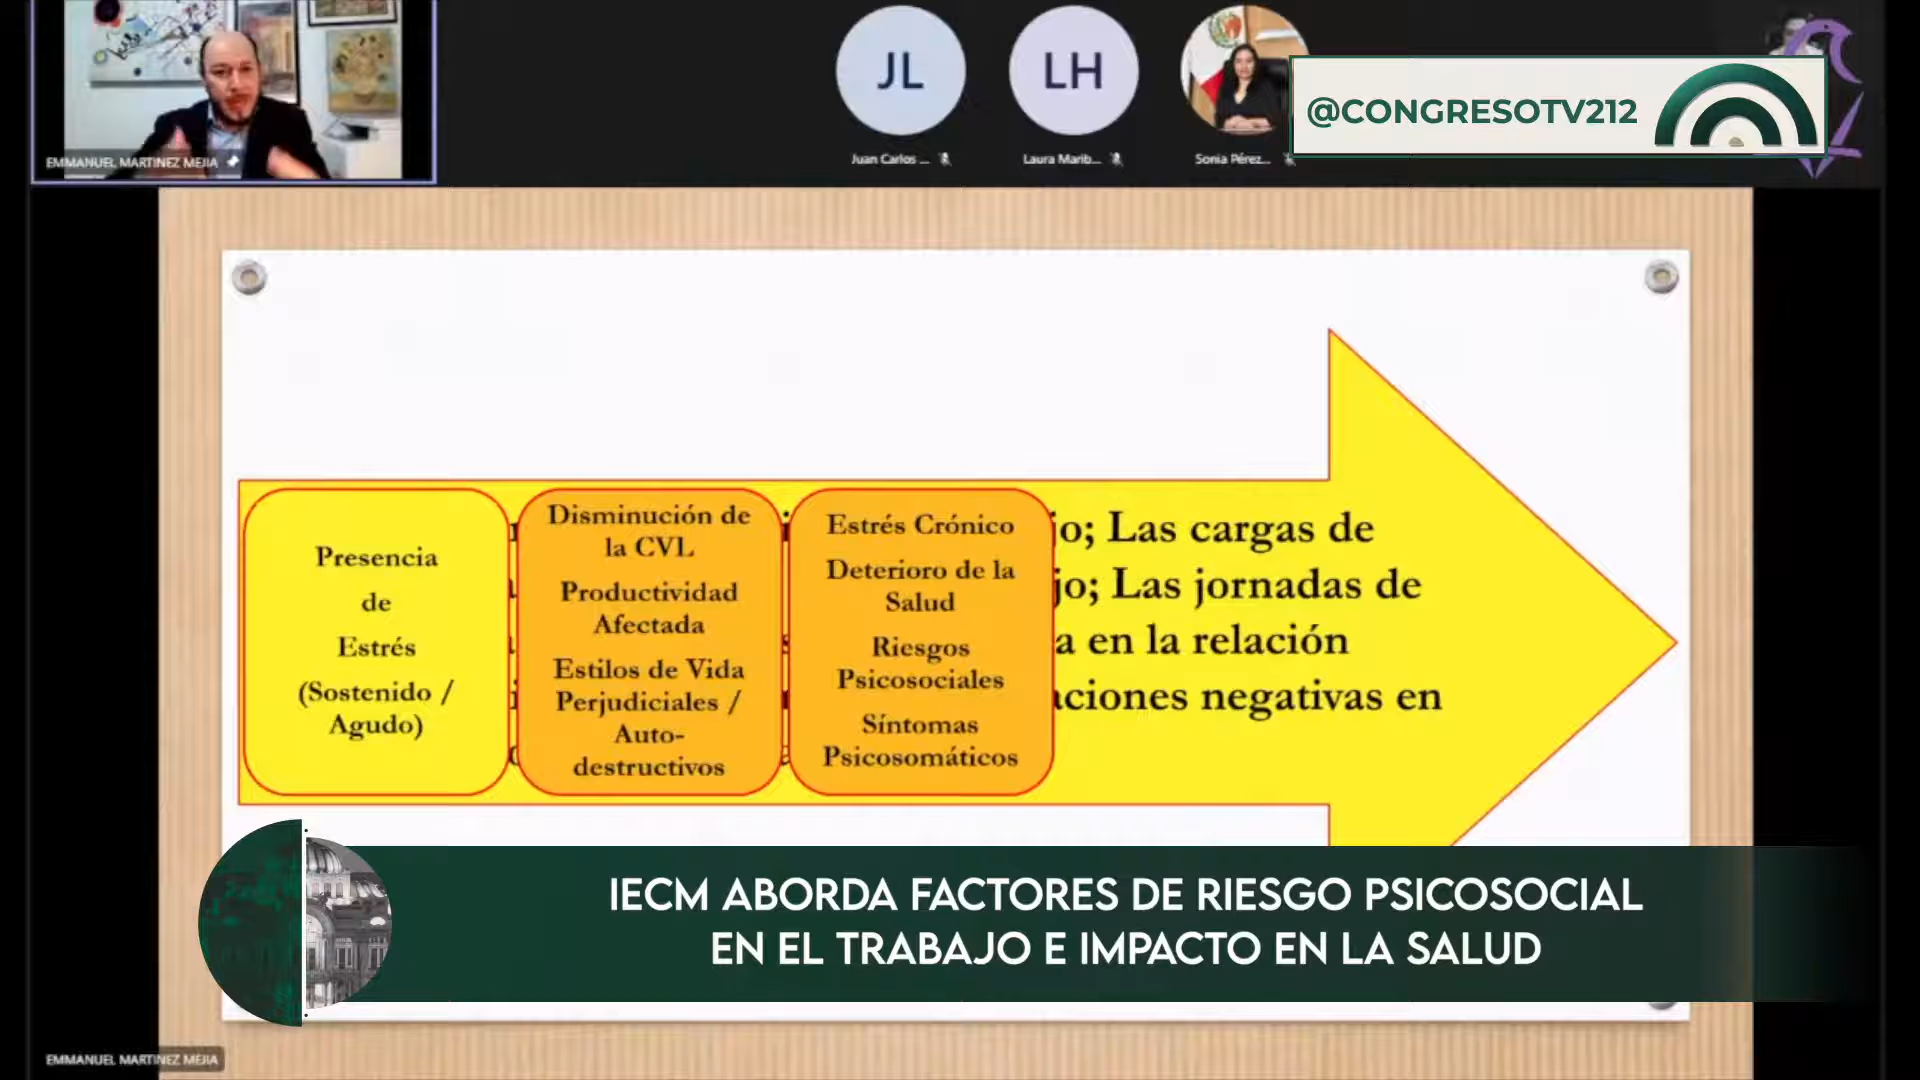 EMMANUEL MARTINEZ MEJIA
JL
LH
Juan Carlos ...
Laura Marib...
Sonia Pérez...
@CONGRESOTV212
Presencia
de
Estrés
(Sostenido /
Agudo)
Disminución de
la CVL
Productividad
Afectada
Estilos de Vida
Perjudiciales /
Auto-
destructivos
Estrés Crónico
Deterioro de la
Salud
Riesgos
Psicosociales
Síntomas
Psicosomáticos
jo; Las cargas de
jo; Las jornadas de
a en la relación
aciones negativas en
IECM ABORDA FACTORES DE RIESGO PSICOSOCIAL
EN EL TRABAJO E IMPACTO EN LA SALUD
EMMANUEL MARTINEZ MEJIA